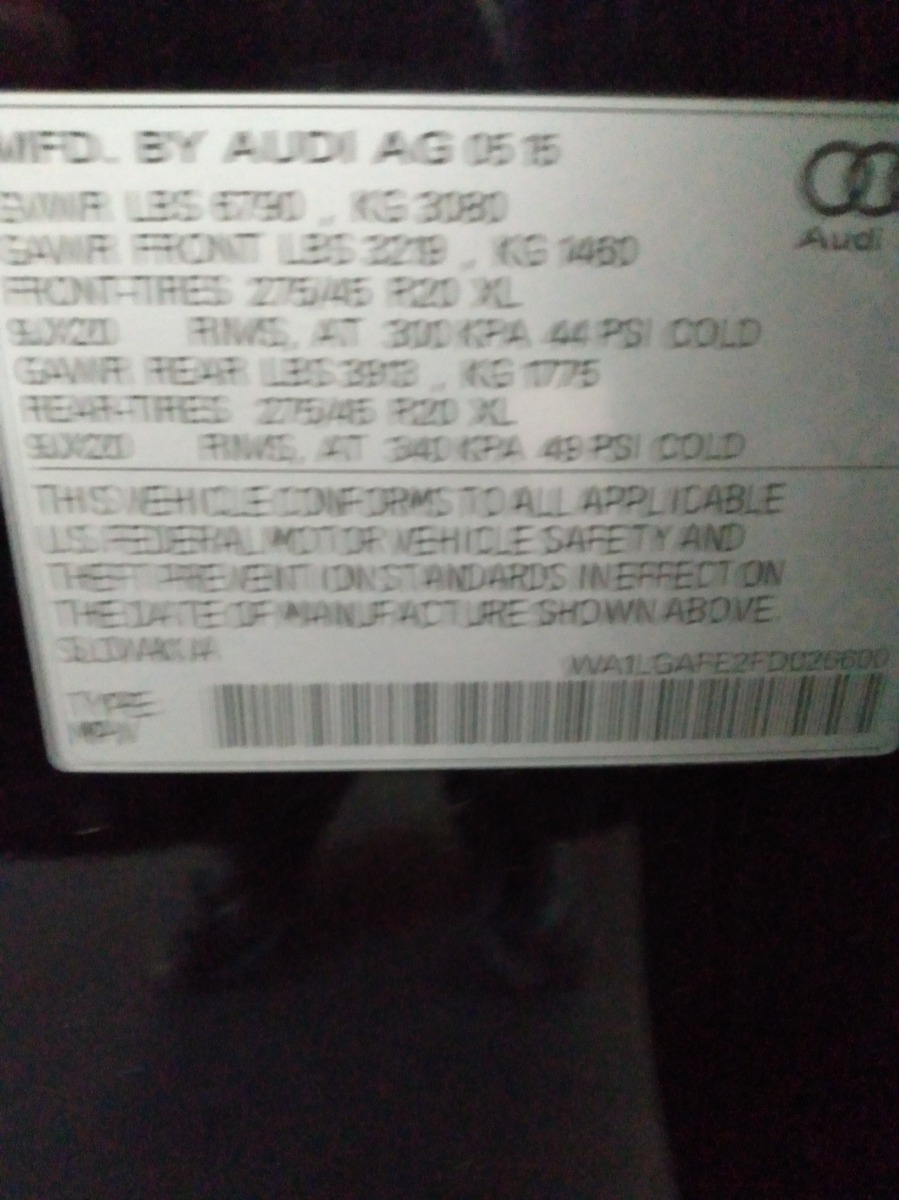 MFD. BY AUDI AG 05 15
GVWR LBS 6790 , KG 3080
Audi
GAWR FRONT LBS 3219 , KG 1460
FRONT-TIRES 275/45 R20 XL
9.0JX20 RIMS, AT 300 KPA 44 PSI COLD
GAWR REAR LBS 3913 , KG 1775
REAR-TIRES 275/45 R20 XL
9.0JX20 RIMS, AT 340 KPA 49 PSI COLD
THIS VEHICLE CONFORMS TO ALL APPLICABLE
U.S. FEDERAL MOTOR VEHICLE SAFETY AND
THEFT PREVENTION STANDARDS IN EFFECT ON
THE DATE OF MANUFACTURE SHOWN ABOVE.
WA1LGAFE2FD026600
TYPE
MPV